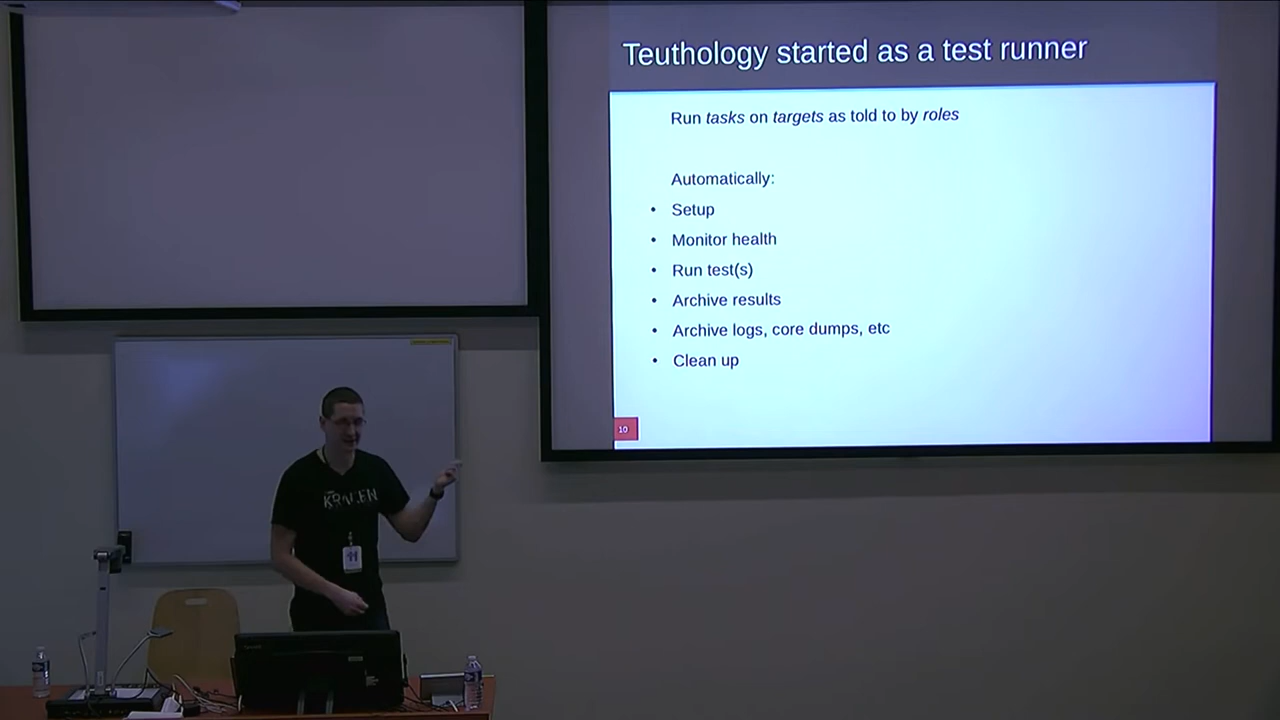 Teuthology started as a test runner
Run tasks on targets as told to by roles
Automatically:
• Setup
• Monitor health
• Run test(s)
• Archive results
• Archive logs, core dumps, etc
• Clean up
10
KRAKEN